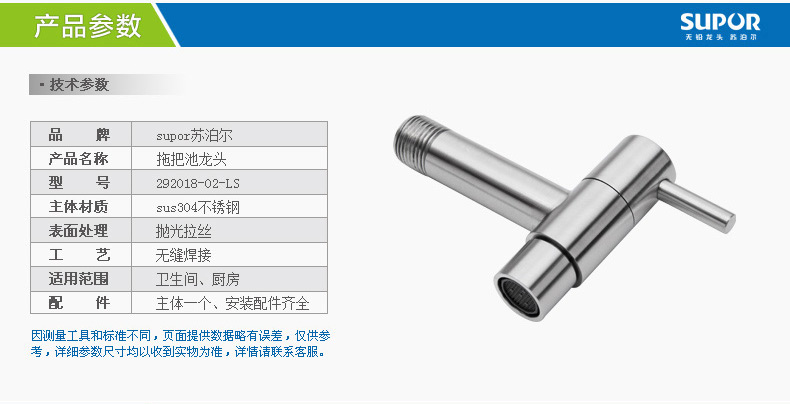 产品参数
SUPOR
无铅龙头 苏泊尔
· 技术参数
品 牌 supor苏泊尔
产品名称 拖把池龙头
型 号 292018-02-LS
主体材质 sus304不锈钢
表面处理 抛光拉丝
工 艺 无缝焊接
适用范围 卫生间、厨房
配 件 主体一个、安装配件齐全
因测量工具和标准不同，页面提供数据略有误差，仅供参
考，详细参数尺寸均以收到实物为准，详情请联系客服。